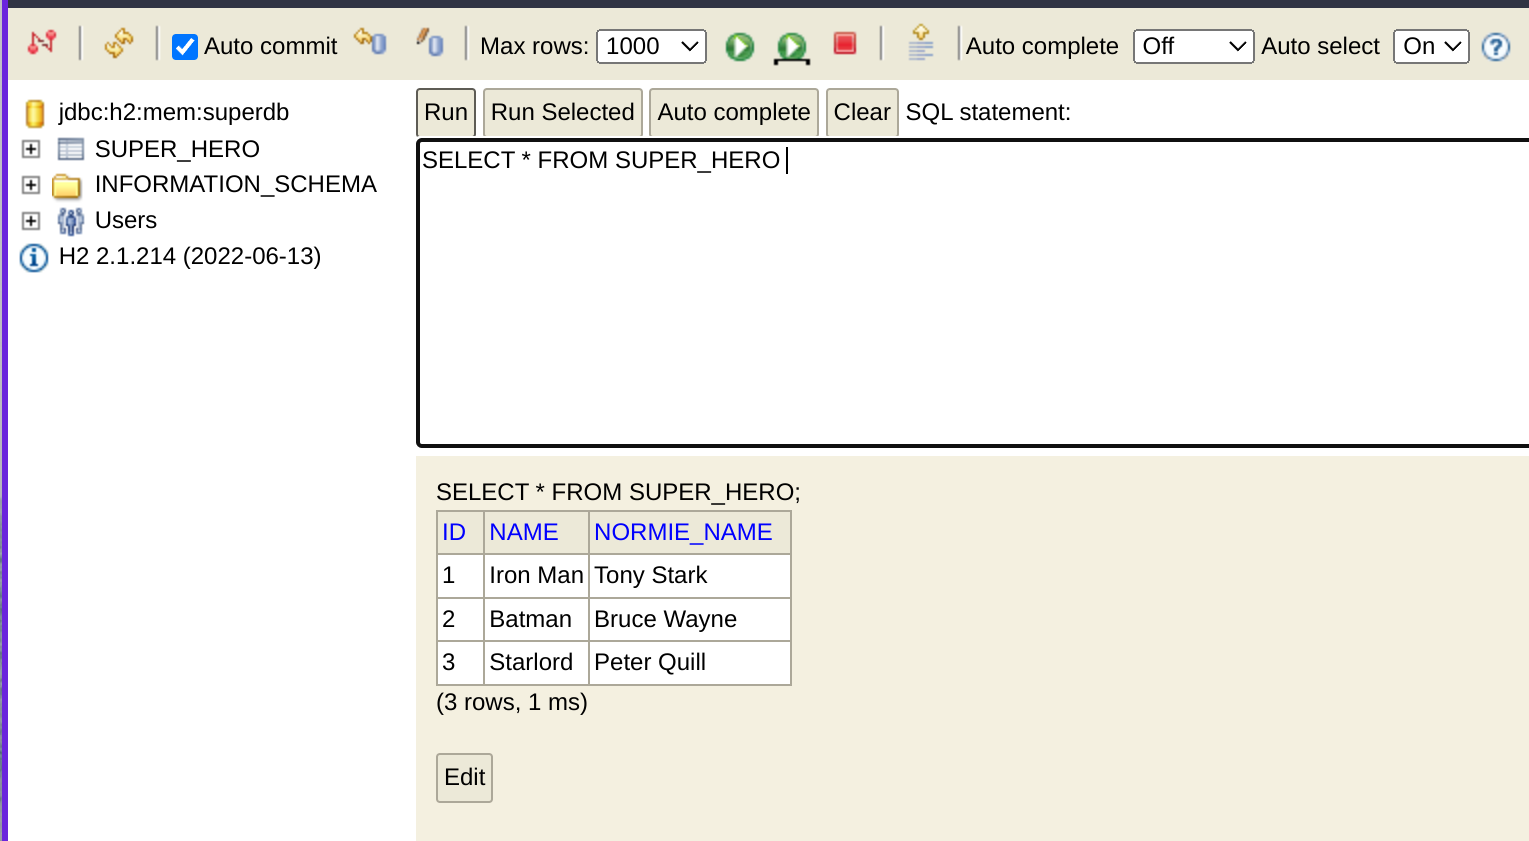 Auto commit Max rows: 1000 Auto complete Off Auto select On ?
jdbc:h2:mem:superdb
SUPER_HERO
INFORMATION_SCHEMA
Users
H2 2.1.214 (2022-06-13)
Run Run Selected Auto complete Clear SQL statement:
SELECT * FROM SUPER_HERO
SELECT * FROM SUPER_HERO;
ID NAME NORMIE_NAME
1 Iron Man Tony Stark
2 Batman Bruce Wayne
3 Starlord Peter Quill
(3 rows, 1 ms)
Edit